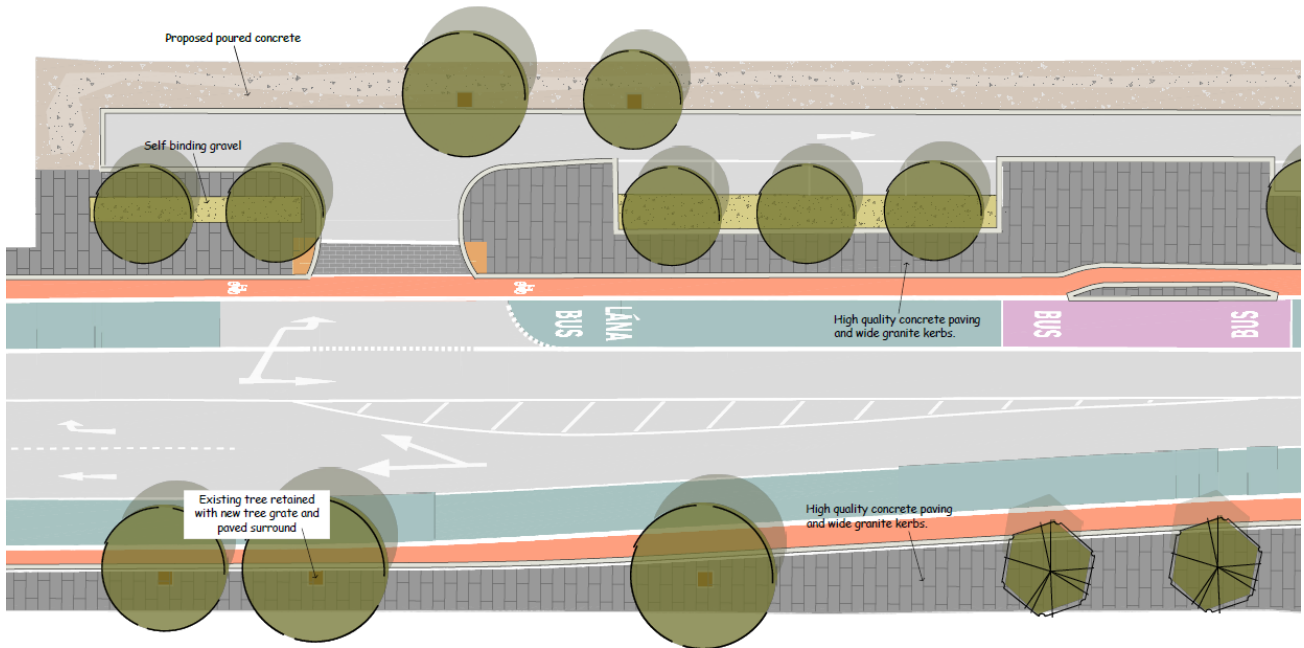 Proposed poured concrete
Self binding gravel
BUS
LÁNA
High quality concrete paving
and wide granite kerbs.
BUS
BUS
Existing tree retained
with new tree grate and
paved surround
High quality concrete paving
and wide granite kerbs.